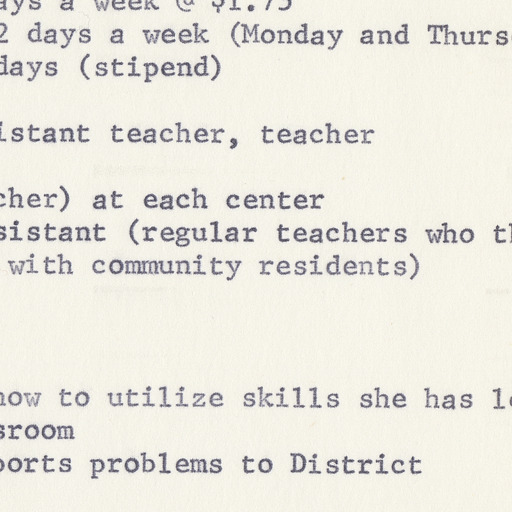 ays a week @ $1.75
2 days a week (Monday and Thurs
days (stipend)
istant teacher, teacher
cher) at each center
sistant (regular teachers who th
with community residents)
how to utilize skills she has le
sroom
ports problems to District